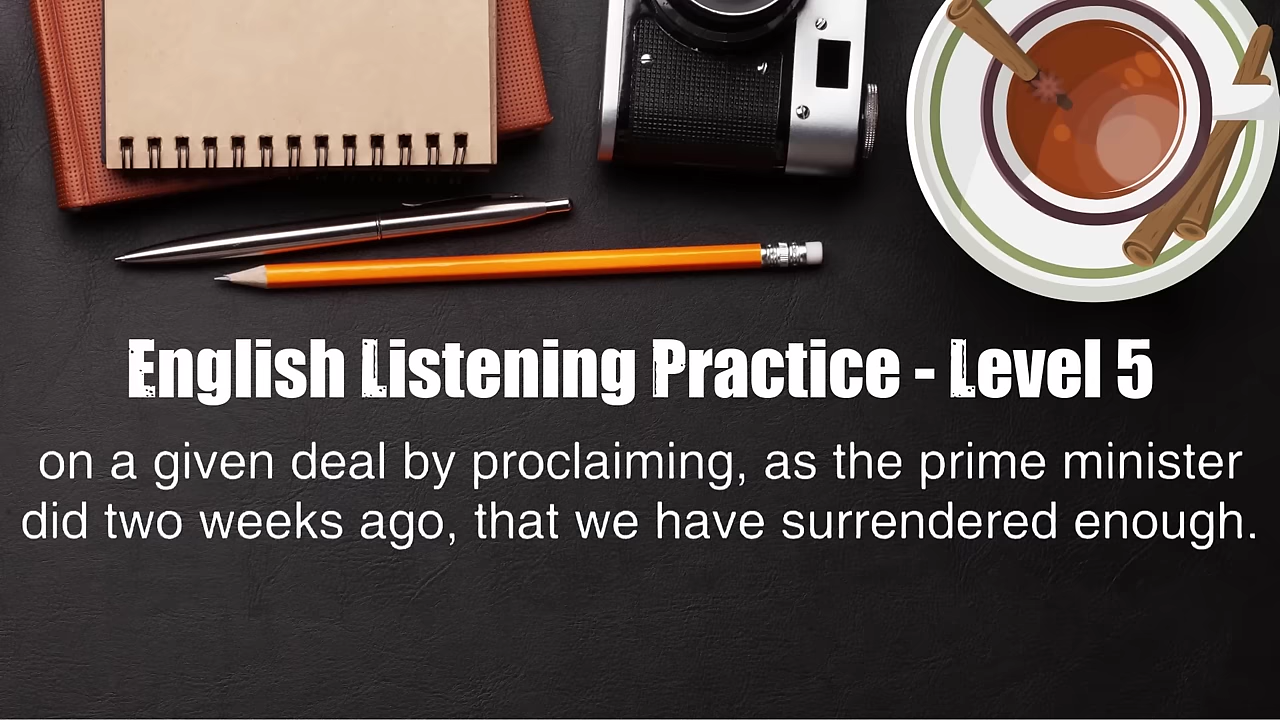 English Listening Practice - Level 5
on a given deal by proclaiming, as the prime minister
did two weeks ago, that we have surrendered enough.